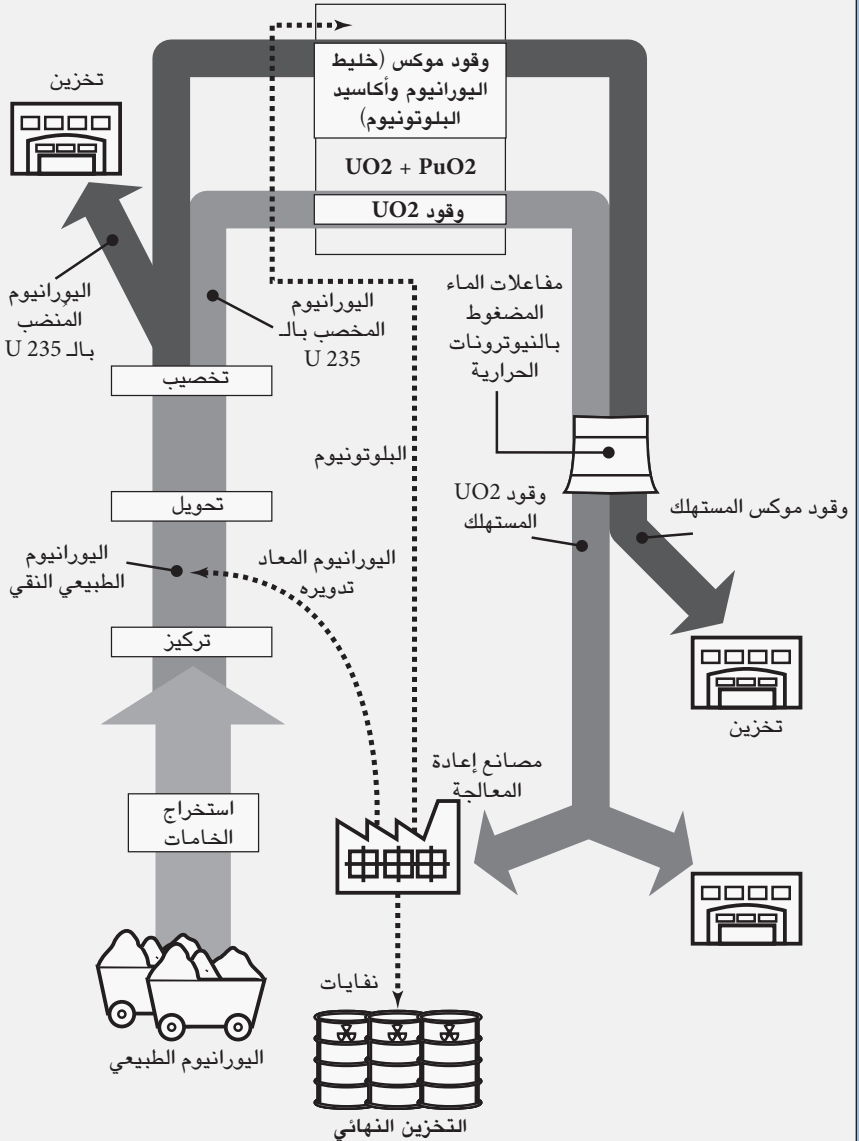 وقود موكس (خليط
اليورانيوم وأكاسيد
البلوتونيوم)
UO2 + PuO2
وقود UO2
تخزين
اليورانيوم
المُنضب
بالـ U 235
اليورانيوم
المخصب بالـ
U 235
مفاعلات الماء
المضغوط
بالنيوترونات
الحرارية
تخصيب
البلوتونيوم
تحويل
وقود UO2
المستهلك
وقود موكس المستهلك
اليورانيوم
الطبيعي النقي
اليورانيوم المعاد
تدويره
تركيز
تخزين
مصانع إعادة
المعالجة
استخراج
الخامات
نفايات
اليورانيوم الطبيعي
التخزين النهائي